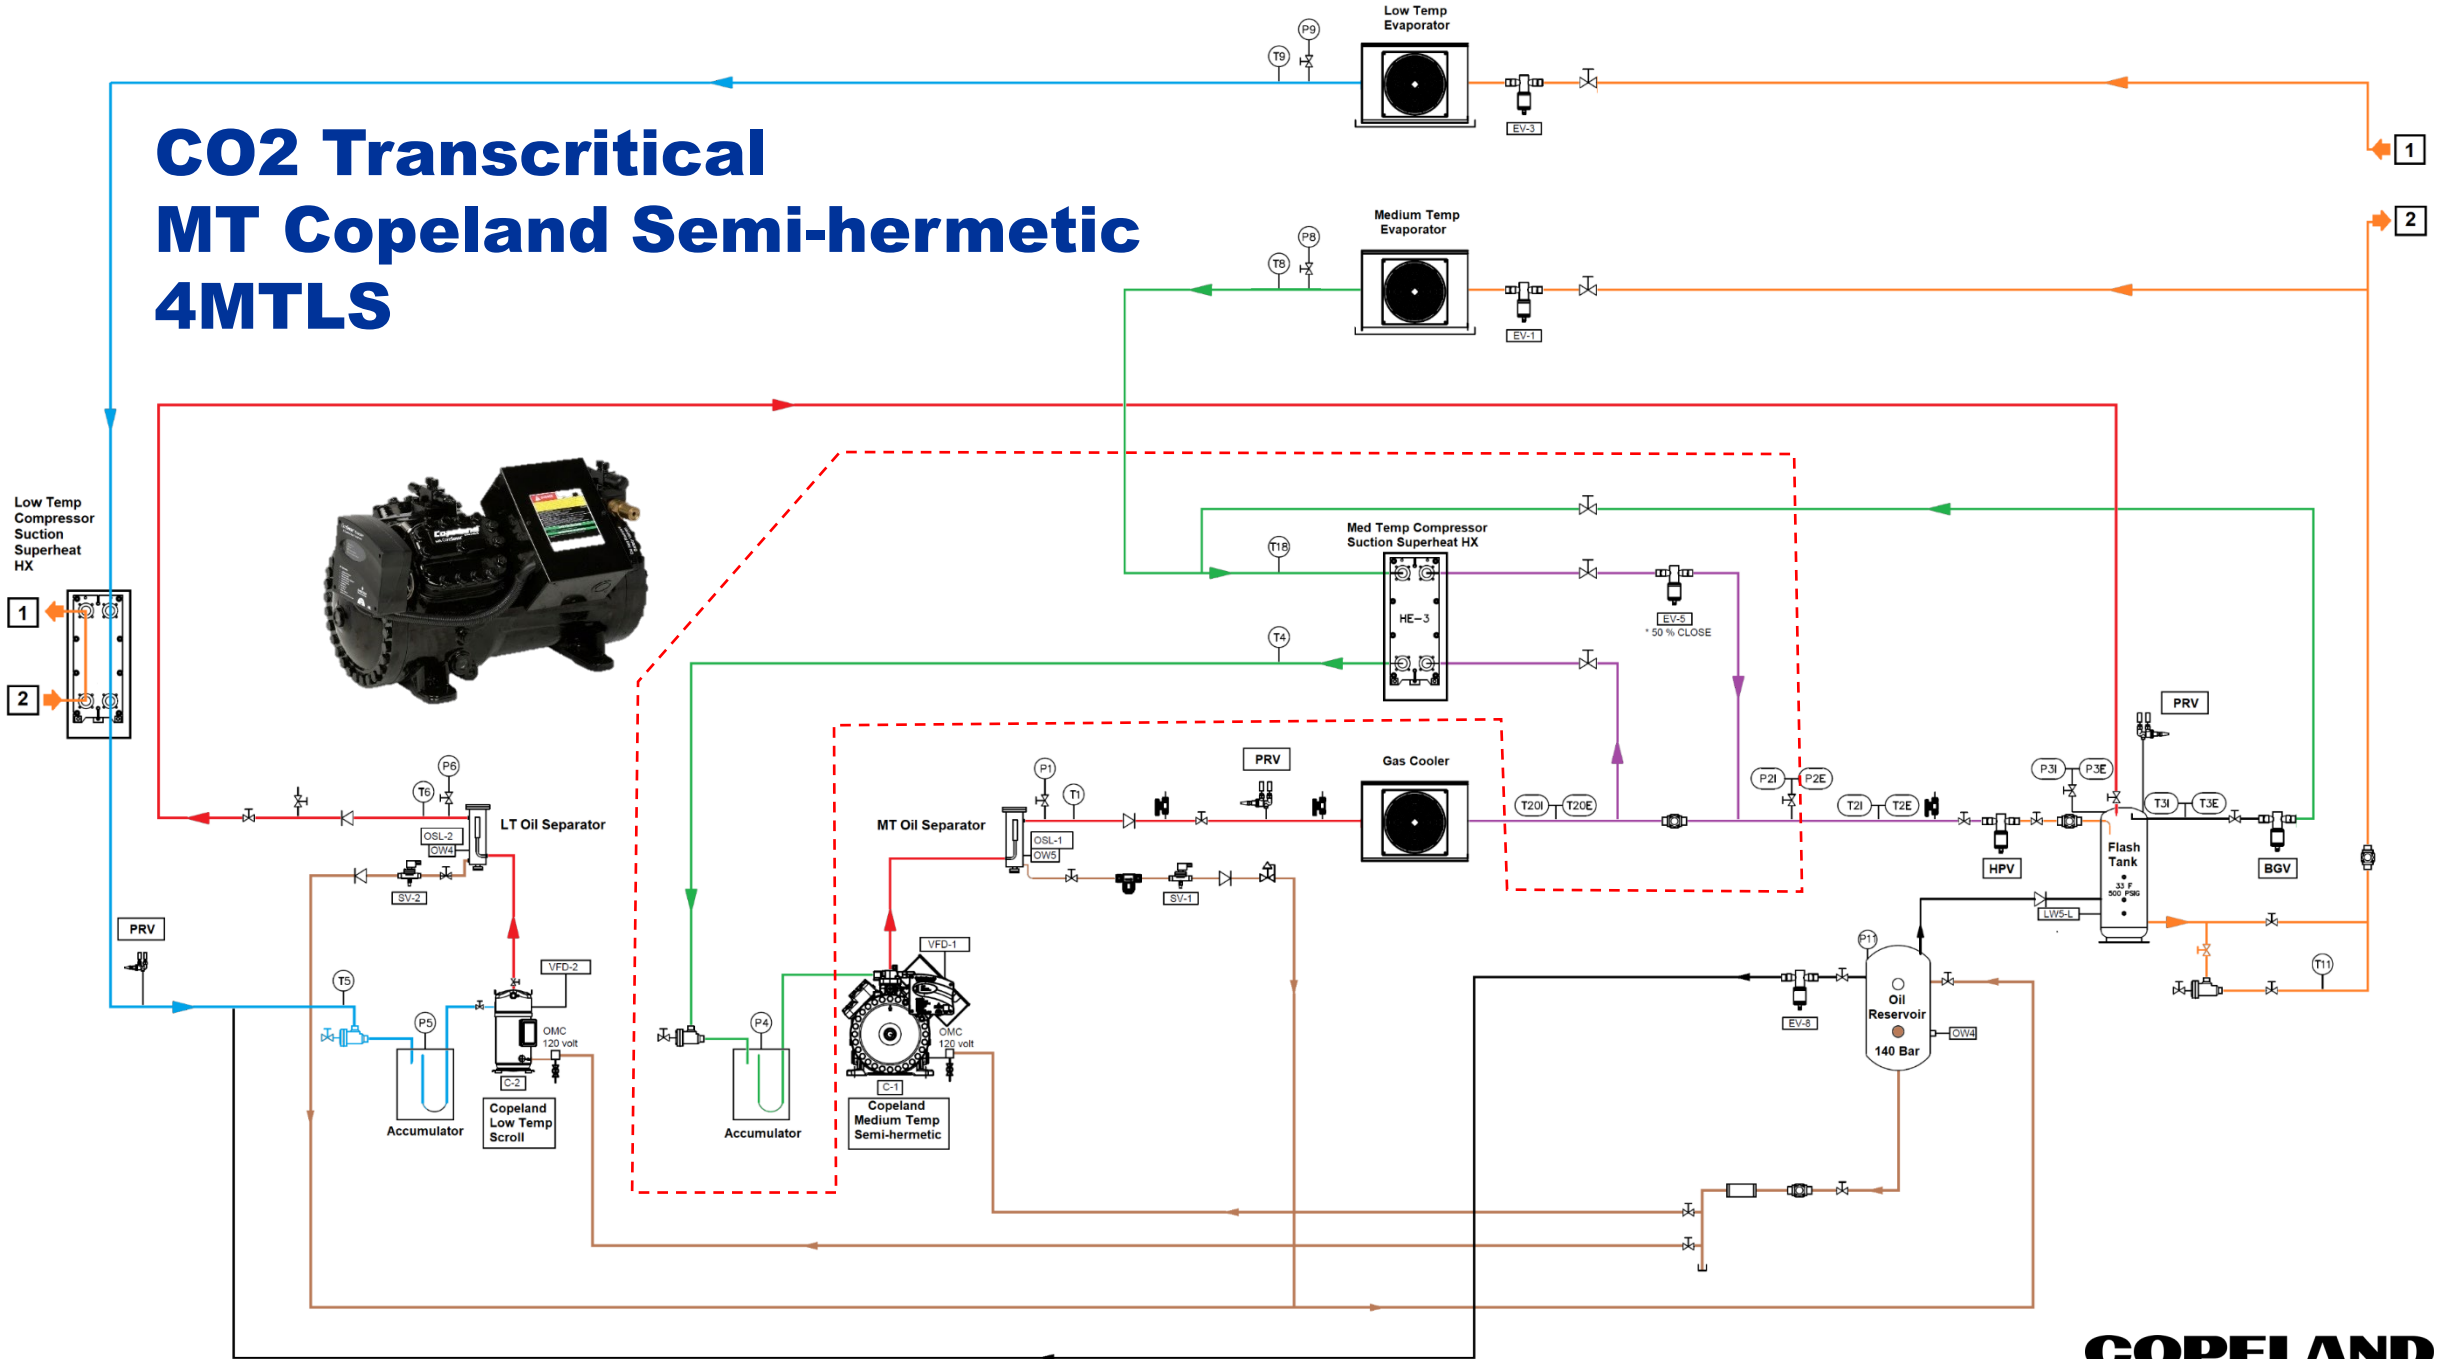 Low Temp
Evaporator
P9
T9
EV-3
1
CO2 Transcritical
MT Copeland Semi-hermetic
4MTLS
Medium Temp
Evaporator
P8
T8
EV-1
2
Low Temp
Compressor
Suction
Superheat
HX
1
2
Copeland
Med Temp Compressor
Suction Superheat HX
T18
HE-3
EV-5
* 50 % CLOSE
T4
PRV
P6
T6
LT Oil Separator
OSL-2
OW4
SV-2
P1
T1
MT Oil Separator
OSL-1
OW5
SV-1
PRV
Gas Cooler
T20I
T20E
P2I
P2E
T2I
T2E
HPV
P3I
P3E
T3I
T3E
Flash
Tank
33 F
500 PSIG
LW5-L
BGV
PRV
T5
P5
VFD-2
OMC
120 volt
C-2
Accumulator
Copeland
Low Temp
Scroll
P4
VFD-1
OMC
120 volt
C-1
Accumulator
Copeland
Medium Temp
Semi-hermetic
P11
EV-8
Oil
Reservoir
140 Bar
OW4
T11
COPELAND